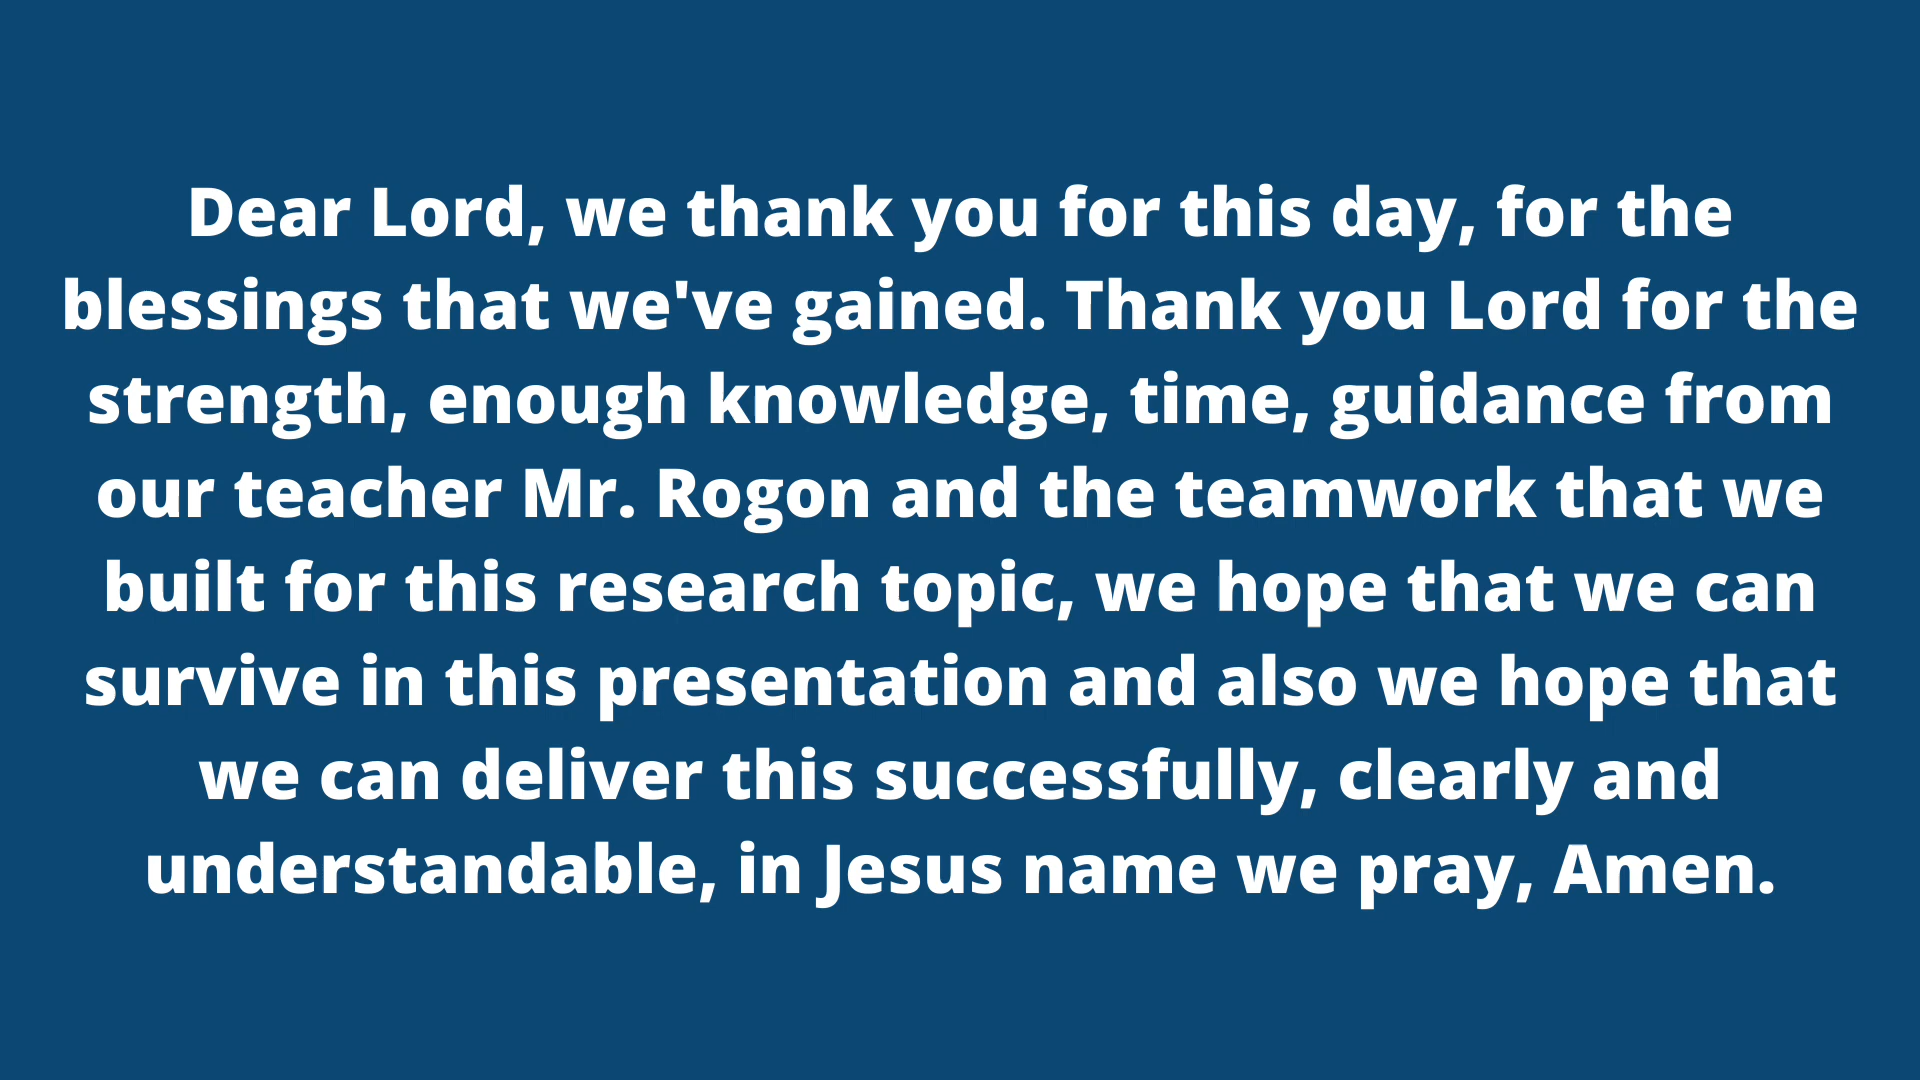 Dear Lord, we thank you for this day, for the
blessings that we've gained. Thank you Lord for the
strength, enough knowledge, time, guidance from
our teacher Mr. Rogon and the teamwork that we
built for this research topic, we hope that we can
survive in this presentation and also we hope that
we can deliver this successfully, clearly and
understandable, in Jesus name we pray, Amen.